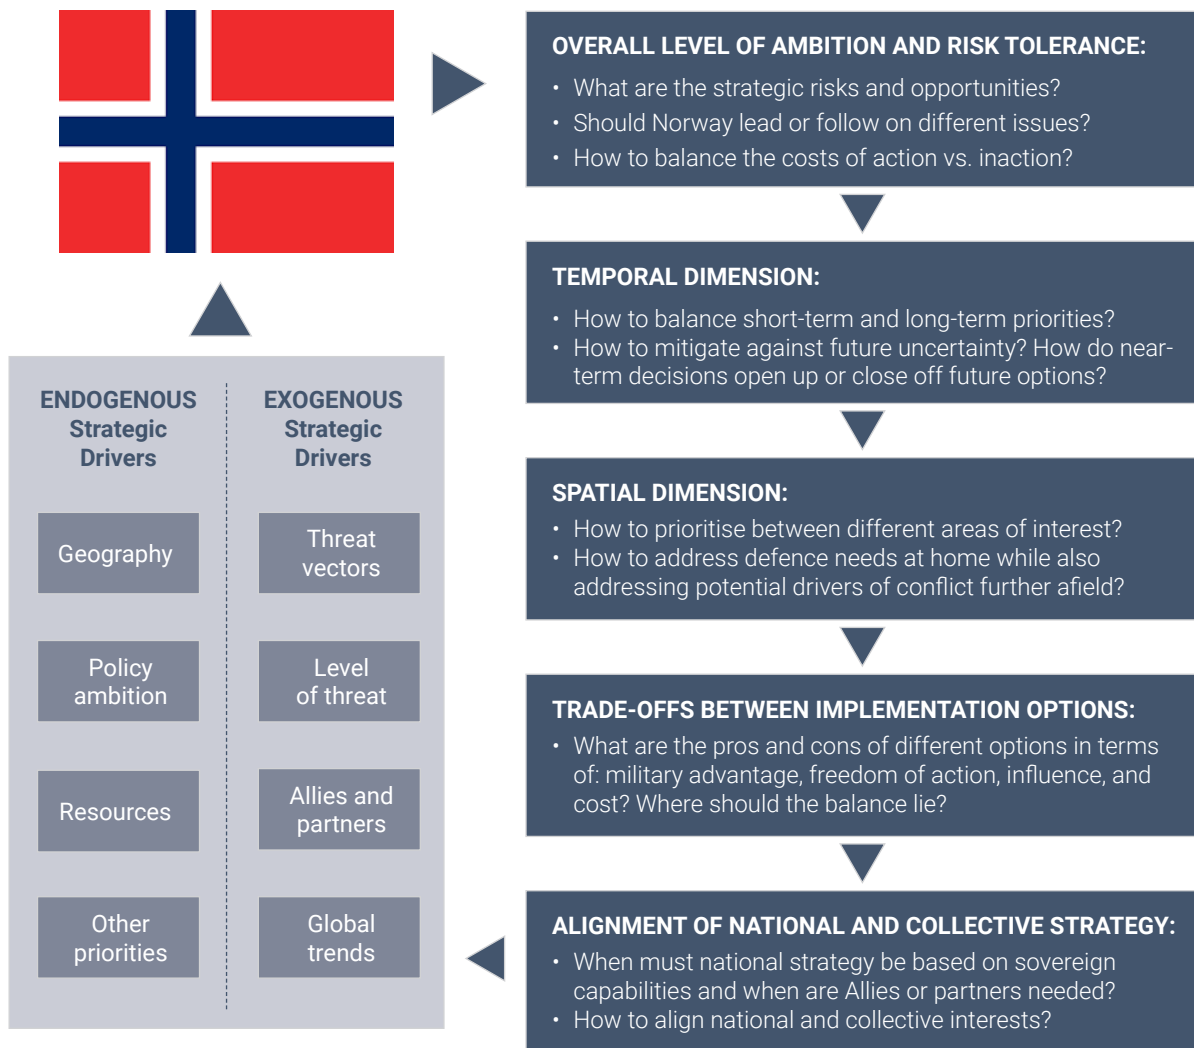 OVERALL LEVEL OF AMBITION AND RISK TOLERANCE:
• What are the strategic risks and opportunities?
• Should Norway lead or follow on different issues?
• How to balance the costs of action vs. inaction?
TEMPORAL DIMENSION:
• How to balance short-term and long-term priorities?
• How to mitigate against future uncertainty? How do near-
term decisions open up or close off future options?
SPATIAL DIMENSION:
• How to prioritise between different areas of interest?
• How to address defence needs at home while also
addressing potential drivers of conflict further afield?
TRADE-OFFS BETWEEN IMPLEMENTATION OPTIONS:
• What are the pros and cons of different options in terms
of: military advantage, freedom of action, influence, and
cost? Where should the balance lie?
ALIGNMENT OF NATIONAL AND COLLECTIVE STRATEGY:
• When must national strategy be based on sovereign
capabilities and when are Allies or partners needed?
• How to align national and collective interests?
ENDOGENOUS
Strategic
Drivers
Geography
Policy
ambition
Resources
Other
priorities
EXOGENOUS
Strategic
Drivers
Threat
vectors
Level
of threat
Allies and
partners
Global
trends